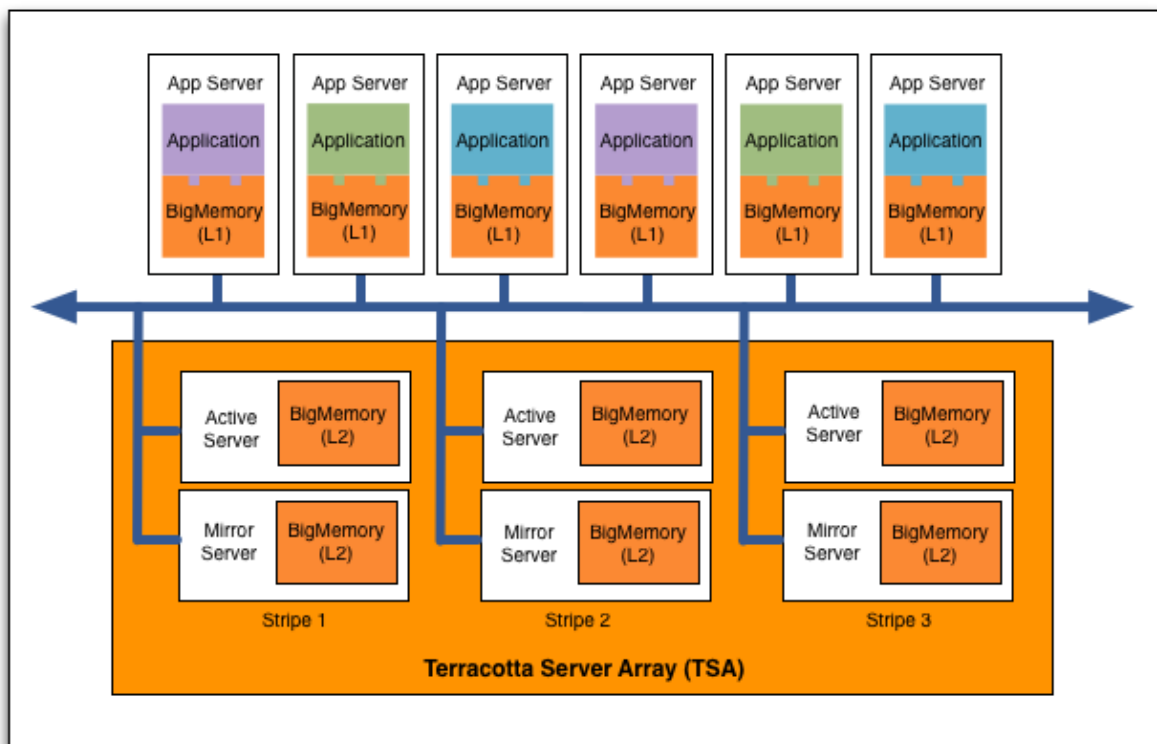 App Server
Application
BigMemory
(L1)
App Server
Application
BigMemory
(L1)
App Server
Application
BigMemory
(L1)
App Server
Application
BigMemory
(L1)
App Server
Application
BigMemory
(L1)
App Server
Application
BigMemory
(L1)
Active
Server
BigMemory
(L2)
Mirror
Server
BigMemory
(L2)
Stripe 1
Active
Server
BigMemory
(L2)
Mirror
Server
BigMemory
(L2)
Stripe 2
Active
Server
BigMemory
(L2)
Mirror
Server
BigMemory
(L2)
Stripe 3
Terracotta Server Array (TSA)